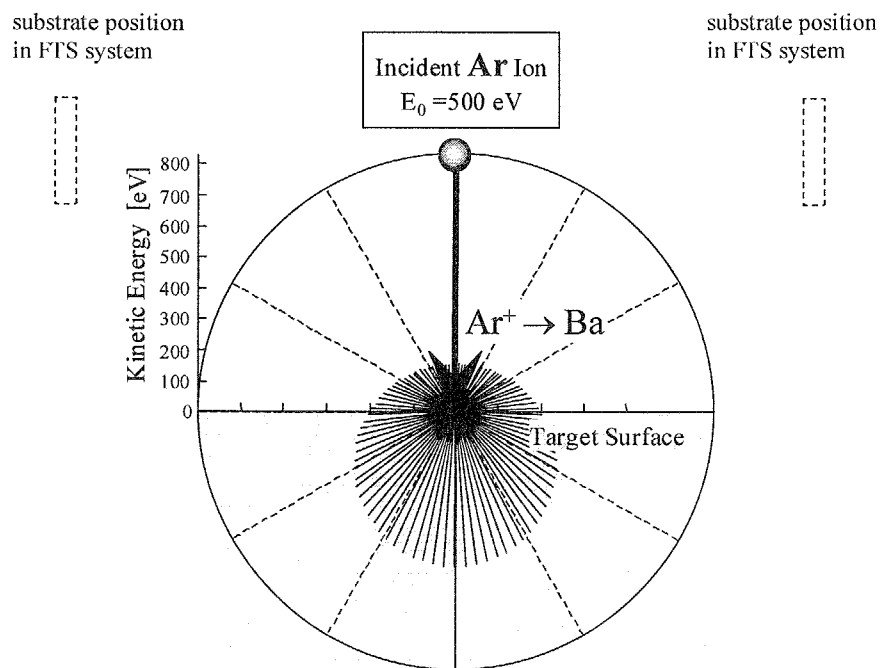 substrate position
in FTS system
substrate position
in FTS system
Incident Ar Ion
E₀ =500 eV
Kinetic Energy [eV]
800
700
600
500
400
300
200
100
0
Ar⁺ → Ba
Target Surface